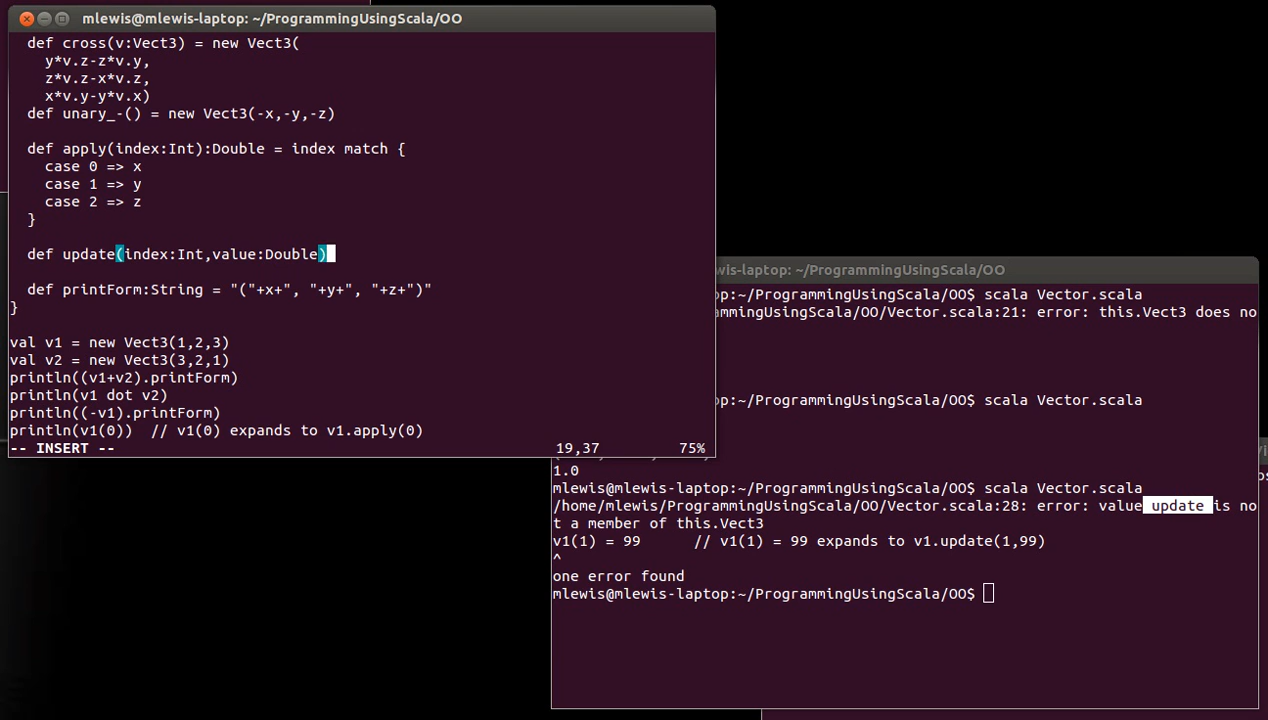 mlewis@mlewis-laptop: ~/ProgrammingUsingScala/OO
def cross(v:Vect3) = new Vect3(
y*v.z-z*v.y,
z*v.x-x*v.z,
x*v.y-y*v.x)
def unary_-() = new Vect3(-x,-y,-z)
def apply(index:Int):Double = index match {
case 0 => x
case 1 => y
case 2 => z
}
def update(index:Int,value:Double)
def printForm:String = "("+x+", "+y+", "+z+")"
}
val v1 = new Vect3(1,2,3)
val v2 = new Vect3(3,2,1)
println((v1+v2).printForm)
println(v1 dot v2)
println((-v1).printForm)
println(v1(0))  // v1(0) expands to v1.apply(0)
-- INSERT -- 19,37 75%
wis-laptop: ~/ProgrammingUsingScala/OO
op:~/ProgrammingUsingScala/OO$ scala Vector.scala
ammingUsingScala/OO/Vector.scala:21: error: this.Vect3 does no
op:~/ProgrammingUsingScala/OO$ scala Vector.scala
1.0
mlewis@mlewis-laptop:~/ProgrammingUsingScala/OO$ scala Vector.scala
/home/mlewis/ProgrammingUsingScala/OO/Vector.scala:28: error: value update is no
t a member of this.Vect3
v1(1) = 99      // v1(1) = 99 expands to v1.update(1,99)
^
one error found
mlewis@mlewis-laptop:~/ProgrammingUsingScala/OO$